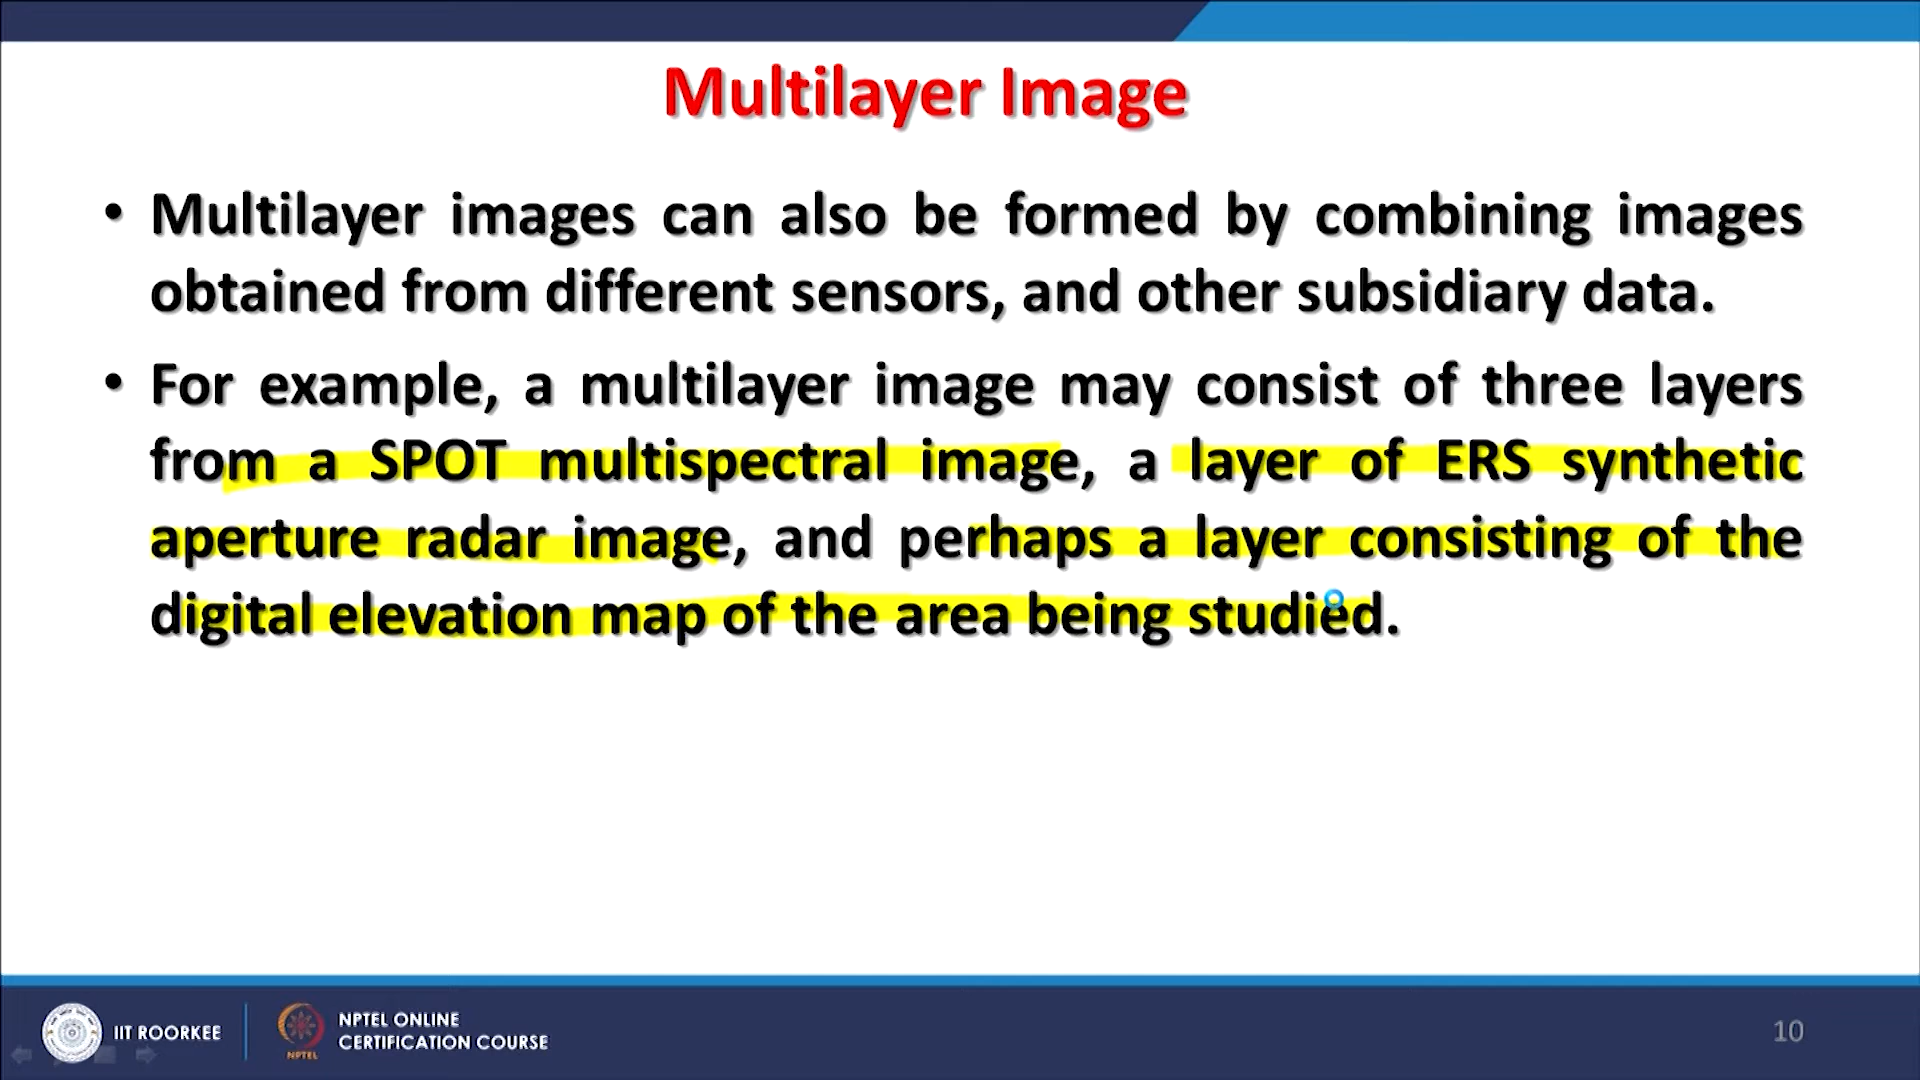 Multilayer Image
• Multilayer images can also be formed by combining images
obtained from different sensors, and other subsidiary data.
• For example, a multilayer image may consist of three layers
from a SPOT multispectral image, a layer of ERS synthetic
aperture radar image, and perhaps a layer consisting of the
digital elevation map of the area being studied.
IIT ROORKEE
NPTEL
NPTEL ONLINE
CERTIFICATION COURSE
10